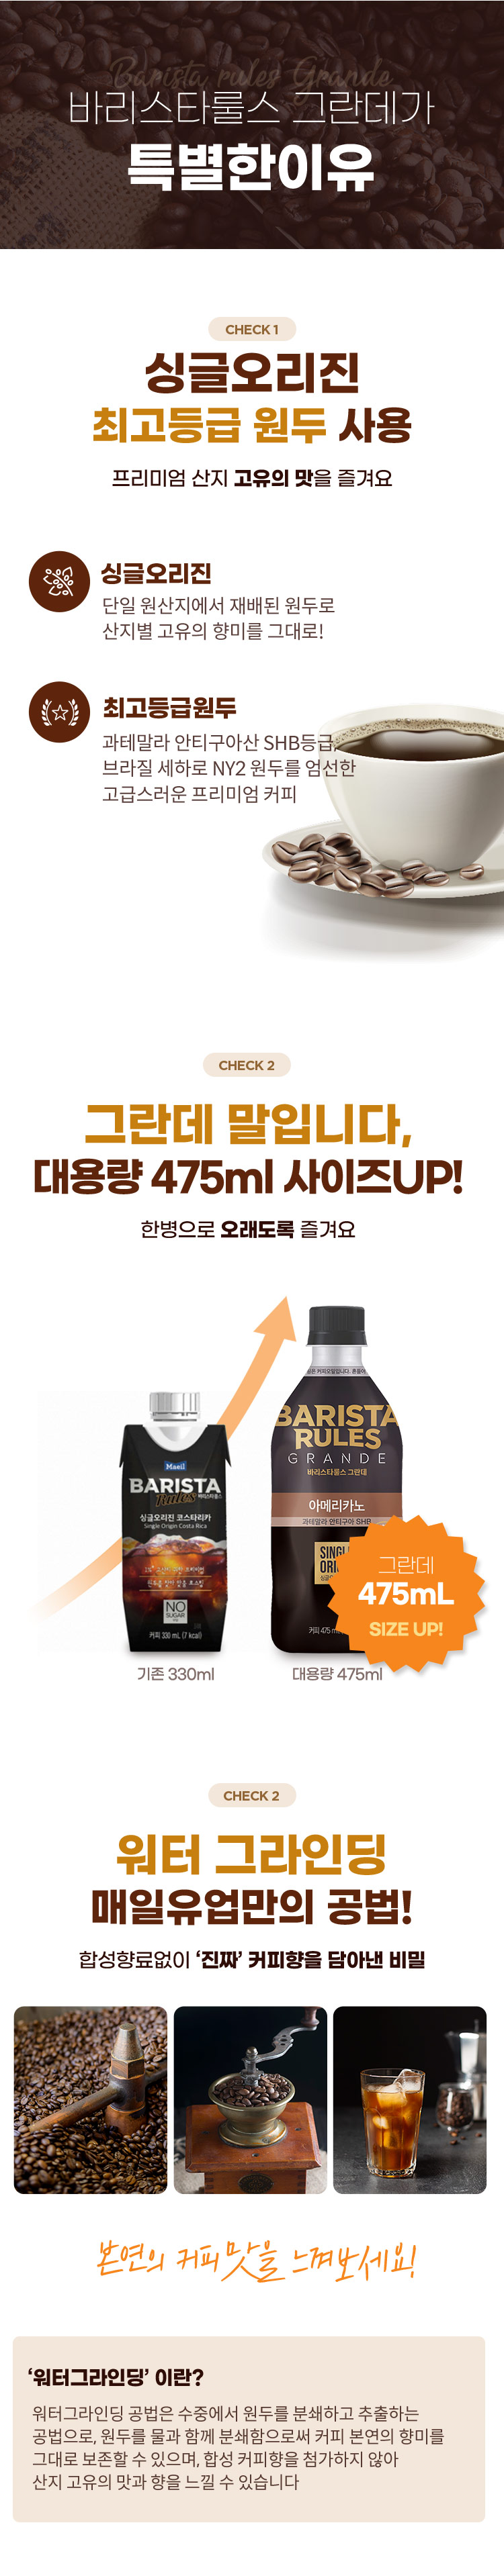 Barista rules Grande
바리스타룰스 그란데가
특별한이유
CHECK 1
싱글오리진
최고등급 원두 사용
프리미엄 산지 고유의 맛을 즐겨요
싱글오리진
단일 원산지에서 재배된 원두로
산지별 고유의 향미를 그대로!
최고등급원두
과테말라 안티구아산 SHB등급,
브라질 세하로 NY2 원두를 엄선한
고급스러운 프리미엄 커피
CHECK 2
그란데 말입니다,
대용량 475ml 사이즈UP!
한병으로 오래도록 즐겨요
Maeil
BARISTA
Rules 바리스타룰스
싱글오리진 코스타리카
Single Origin Costa Rica
NO
SUGAR
커피 330 mL (7 kcal)
BARISTA
RULES
GRANDE
바리스타룰스 그란데
아메리카노
과테말라 안티구아 SHB
SINGL
ORI
커피 475 m
그란데
475mL
SIZE UP!
기존 330ml
대용량 475ml
CHECK 2
워터 그라인딩
매일유업만의 공법!
합성향료없이 ‘진짜’ 커피향을 담아낸 비밀
본연의 커피맛을 느껴보세요!
‘워터그라인딩’ 이란?
워터그라인딩 공법은 수중에서 원두를 분쇄하고 추출하는
공법으로, 원두를 물과 함께 분쇄함으로써 커피 본연의 향미를
그대로 보존할 수 있으며, 합성 커피향을 첨가하지 않아
산지 고유의 맛과 향을 느낄 수 있습니다